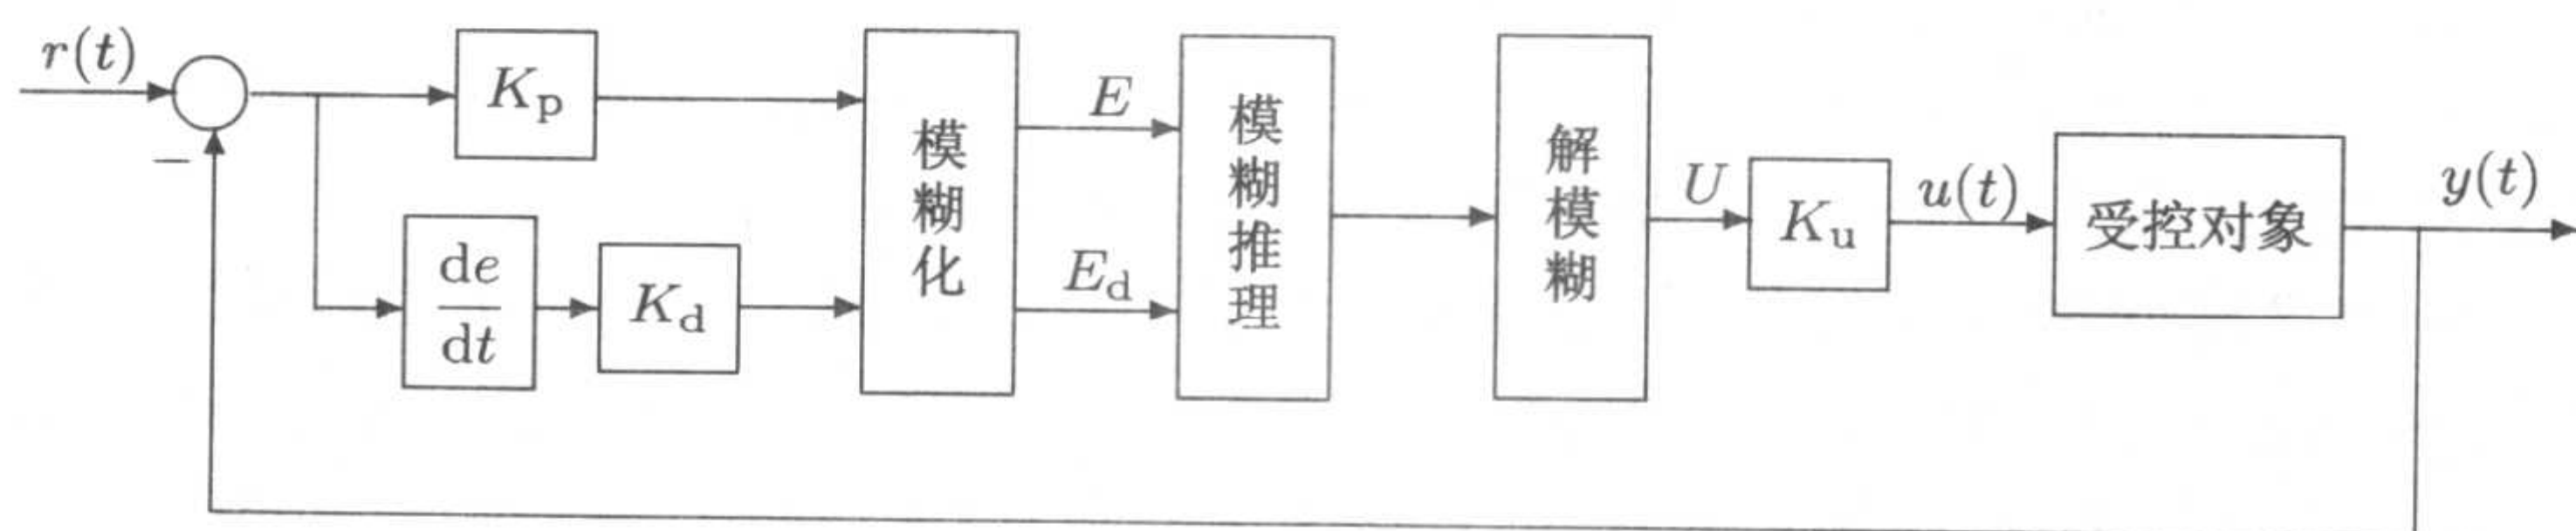 r(t)
−
K_p
de/dt
K_d
模糊化
E
E_d
模糊推理
解模糊
U
K_u
u(t)
受控对象
y(t)